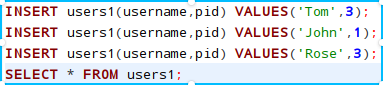 INSERT users1(username,pid) VALUES('Tom',3);
INSERT users1(username,pid) VALUES('John',1);
INSERT users1(username,pid) VALUES('Rose',3);
SELECT * FROM users1;